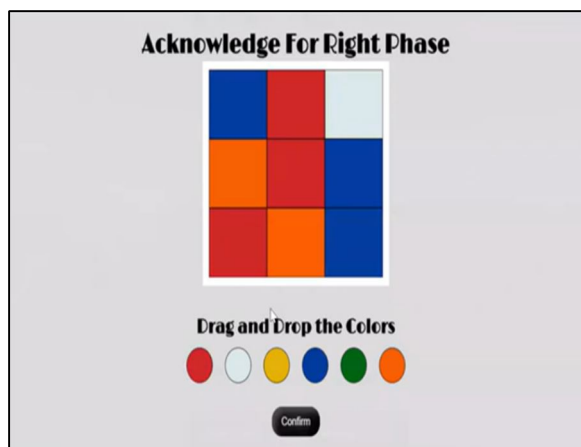 Acknowledge For Right Phase
Drag and Drop the Colors
Confirm